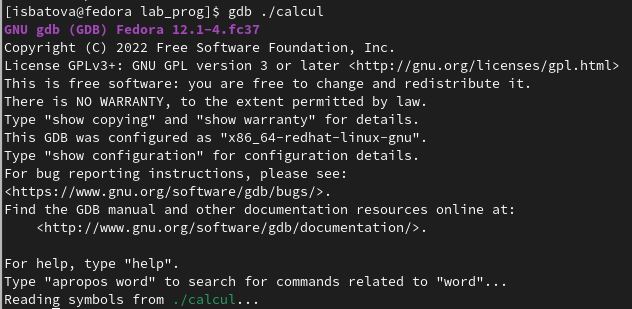 [isbatova@fedora lab_prog]$ gdb ./calcul
GNU gdb (GDB) Fedora 12.1-4.fc37
Copyright (C) 2022 Free Software Foundation, Inc.
License GPLv3+: GNU GPL version 3 or later <http://gnu.org/licenses/gpl.html>
This is free software: you are free to change and redistribute it.
There is NO WARRANTY, to the extent permitted by law.
Type "show copying" and "show warranty" for details.
This GDB was configured as "x86_64-redhat-linux-gnu".
Type "show configuration" for configuration details.
For bug reporting instructions, please see:
<https://www.gnu.org/software/gdb/bugs/>.
Find the GDB manual and other documentation resources online at:
    <http://www.gnu.org/software/gdb/documentation/>.

For help, type "help".
Type "apropos word" to search for commands related to "word"...
Reading symbols from ./calcul...